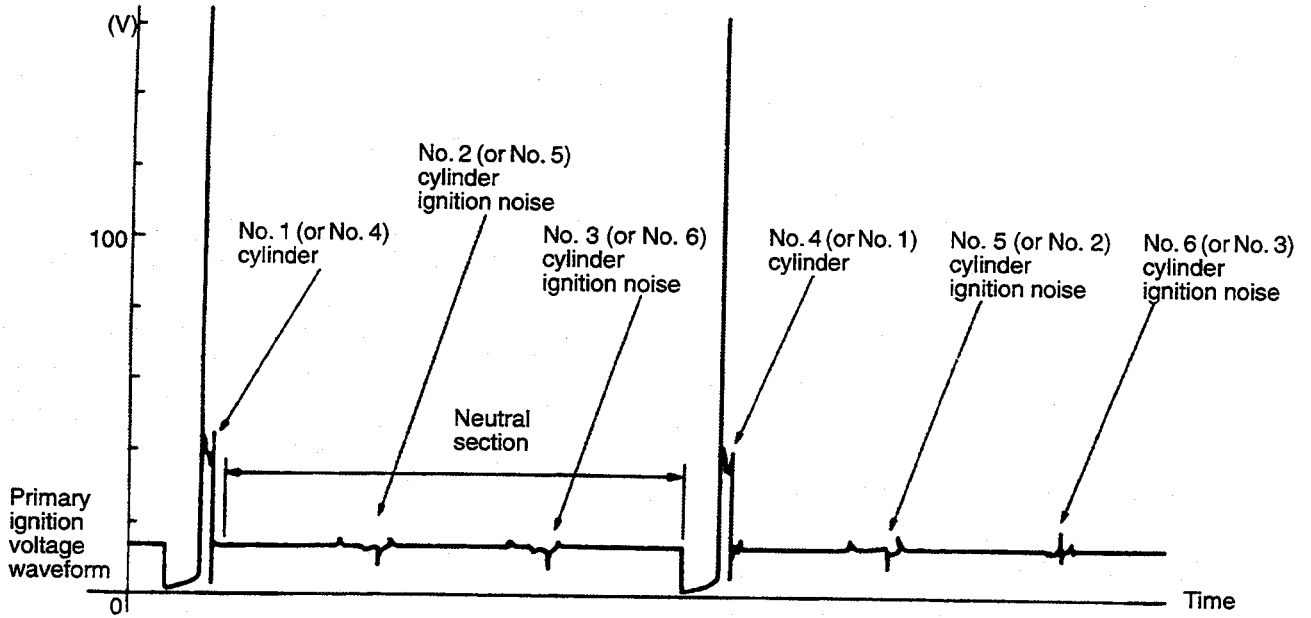 (V)
No. 2 (or No. 5)
cylinder
ignition noise
100
No. 1 (or No. 4)
cylinder
No. 3 (or No. 6)
cylinder
ignition noise
No. 4 (or No. 1)
cylinder
No. 5 (or No. 2)
cylinder
ignition noise
No. 6 (or No. 3)
cylinder
ignition noise
Neutral
section
Primary
ignition
voltage
waveform
0
Time